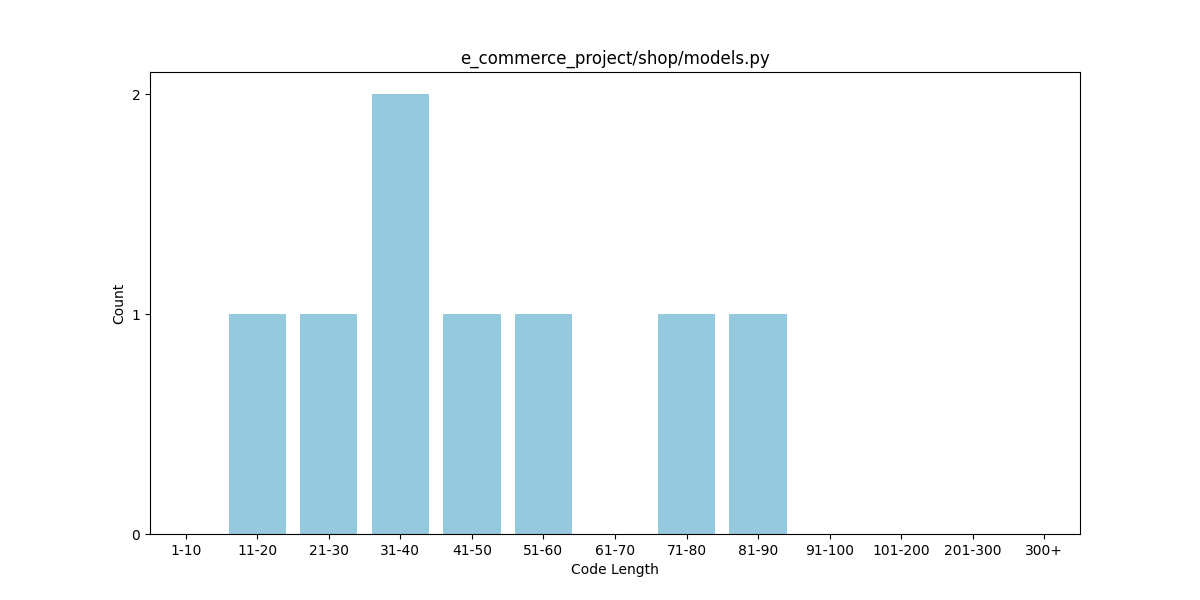 e_commerce_project/shop/models.py
Count
2
1
0
1-10 11-20 21-30 31-40 41-50 51-60 61-70 71-80 81-90 91-100 101-200 201-300 300+
Code Length